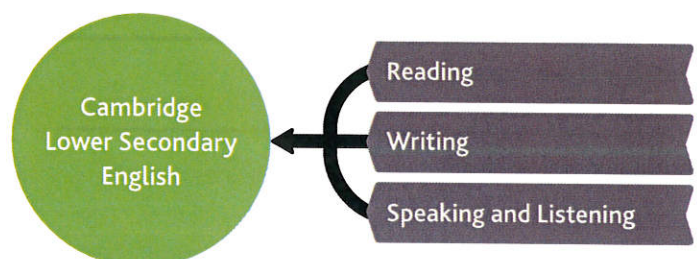 Cambridge
Lower Secondary
English
Reading
Writing
Speaking and Listening